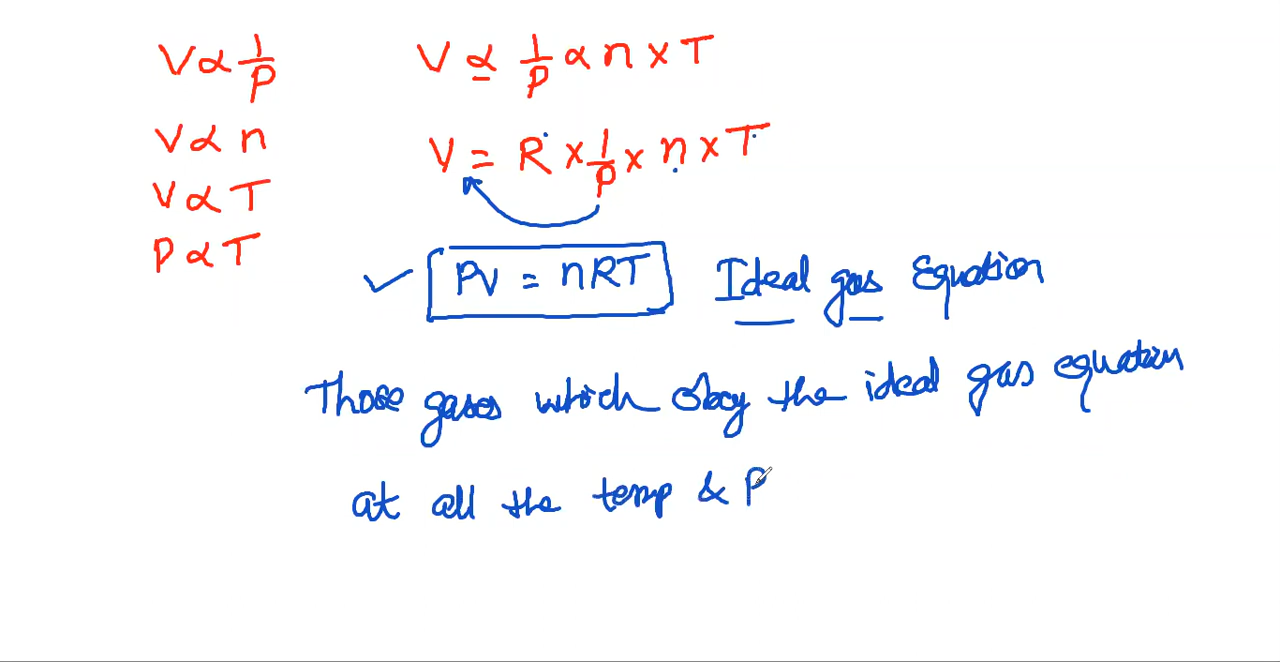 V ∝ 1/P
V ∝ n
V ∝ T
P ∝ T
V ∝ 1/P ∝ n × T
V = R × 1/P × n × T
PV = nRT Ideal gas Equation
Those gases which obey the ideal gas equation
at all the temp & P